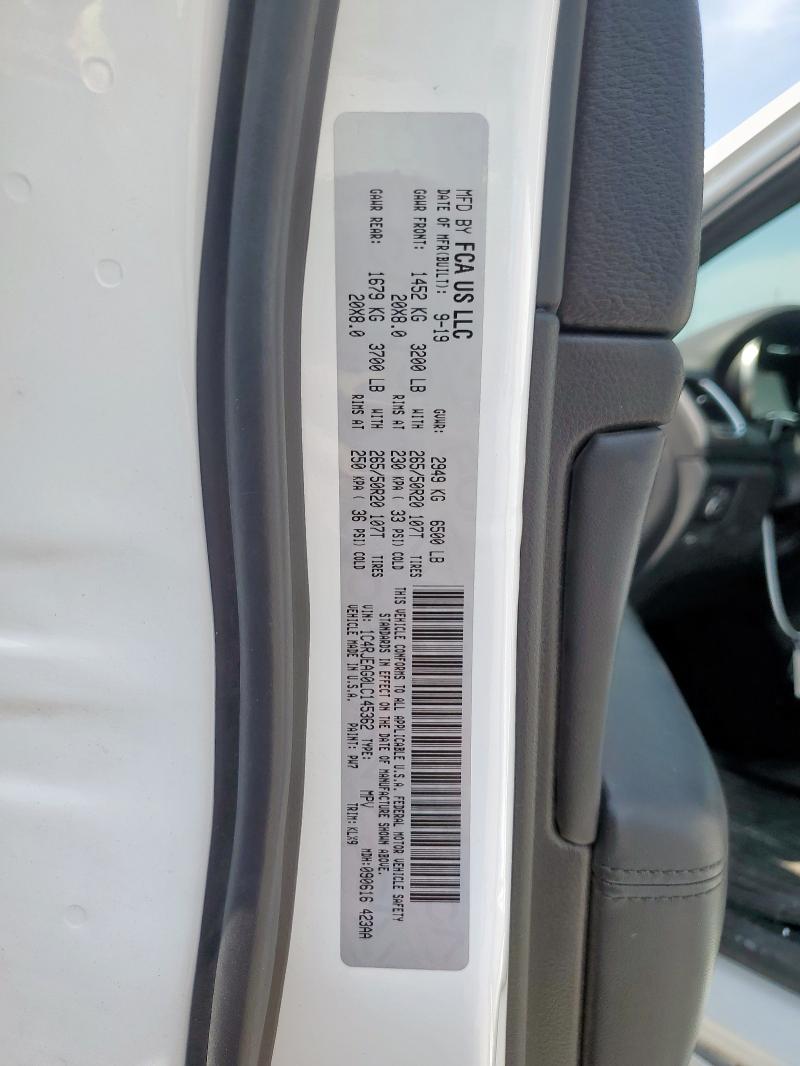 MFD BY FCA US LLC
DATE OF MFR(BUILT): 9-19 GVWR: 2949 KG 6500 LB
GAWR FRONT: 1452 KG 3200 LB WITH 265/50R20 107T TIRES
20X8.0 RIMS AT 230 KPA ( 33 PSI) COLD
GAWR REAR: 1679 KG 3700 LB WITH 265/50R20 107T TIRES
20X8.0 RIMS AT 250 KPA ( 36 PSI) COLD
THIS VEHICLE CONFORMS TO ALL APPLICABLE U.S.A. FEDERAL MOTOR VEHICLE SAFETY
STANDARDS IN EFFECT ON THE DATE OF MANUFACTURE SHOWN ABOVE.
VIN: 1C4RJEAG0LC145362 TYPE: MPV MDH:090616 423AA
VEHICLE MADE IN U.S.A. PAINT: PW7 TRIM:KLX9